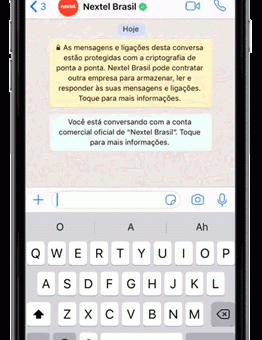 3 nextel Nextel Brasil
Hoje
As mensagens e ligações desta conversa
estão protegidas com a criptografia de
ponta a ponta. Nextel Brasil pode contratar
outra empresa para armazenar, ler e
responder às suas mensagens e ligações.
Toque para mais informações.
Você está conversando com a conta
comercial oficial de "Nextel Brasil". Toque
para mais informações.
O A Ah
Q W E R T Y U I O P
A S D F G H J K L
Z X C V B N M